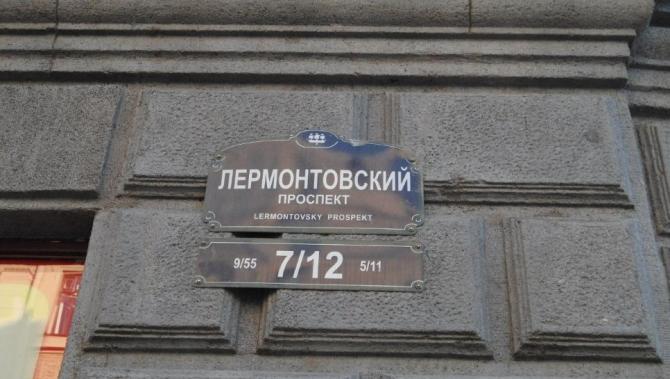 ЛЕРМОНТОВСКИЙ
ПРОСПЕКТ
LERMONTOVSKY PROSPEKT
9/55 7/12 5/11